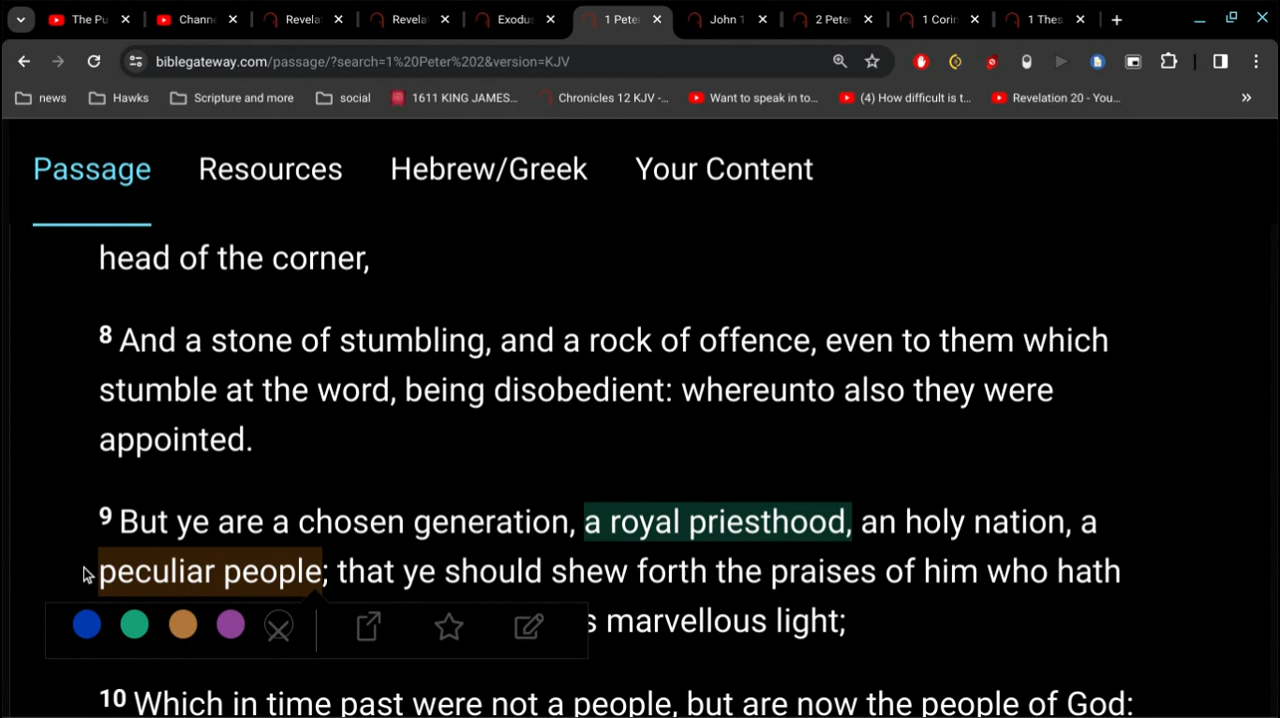 The Pu
Channe
Revelat
Revelat
Exodus
1 Peter
John 1
2 Peter
1 Corin
1 Thes
biblegateway.com/passage/?search=1%20Peter%202&version=KJV
news
Hawks
Scripture and more
social
1611 KING JAMES...
Chronicles 12 KJV -...
Want to speak in to...
(4) How difficult is t...
Revelation 20 - You...
Passage
Resources
Hebrew/Greek
Your Content
head of the corner,
8 And a stone of stumbling, and a rock of offence, even to them which
stumble at the word, being disobedient: whereunto also they were
appointed.
9 But ye are a chosen generation, a royal priesthood, an holy nation, a
peculiar people; that ye should shew forth the praises of him who hath
s marvellous light;
10 Which in time past were not a people, but are now the people of God: